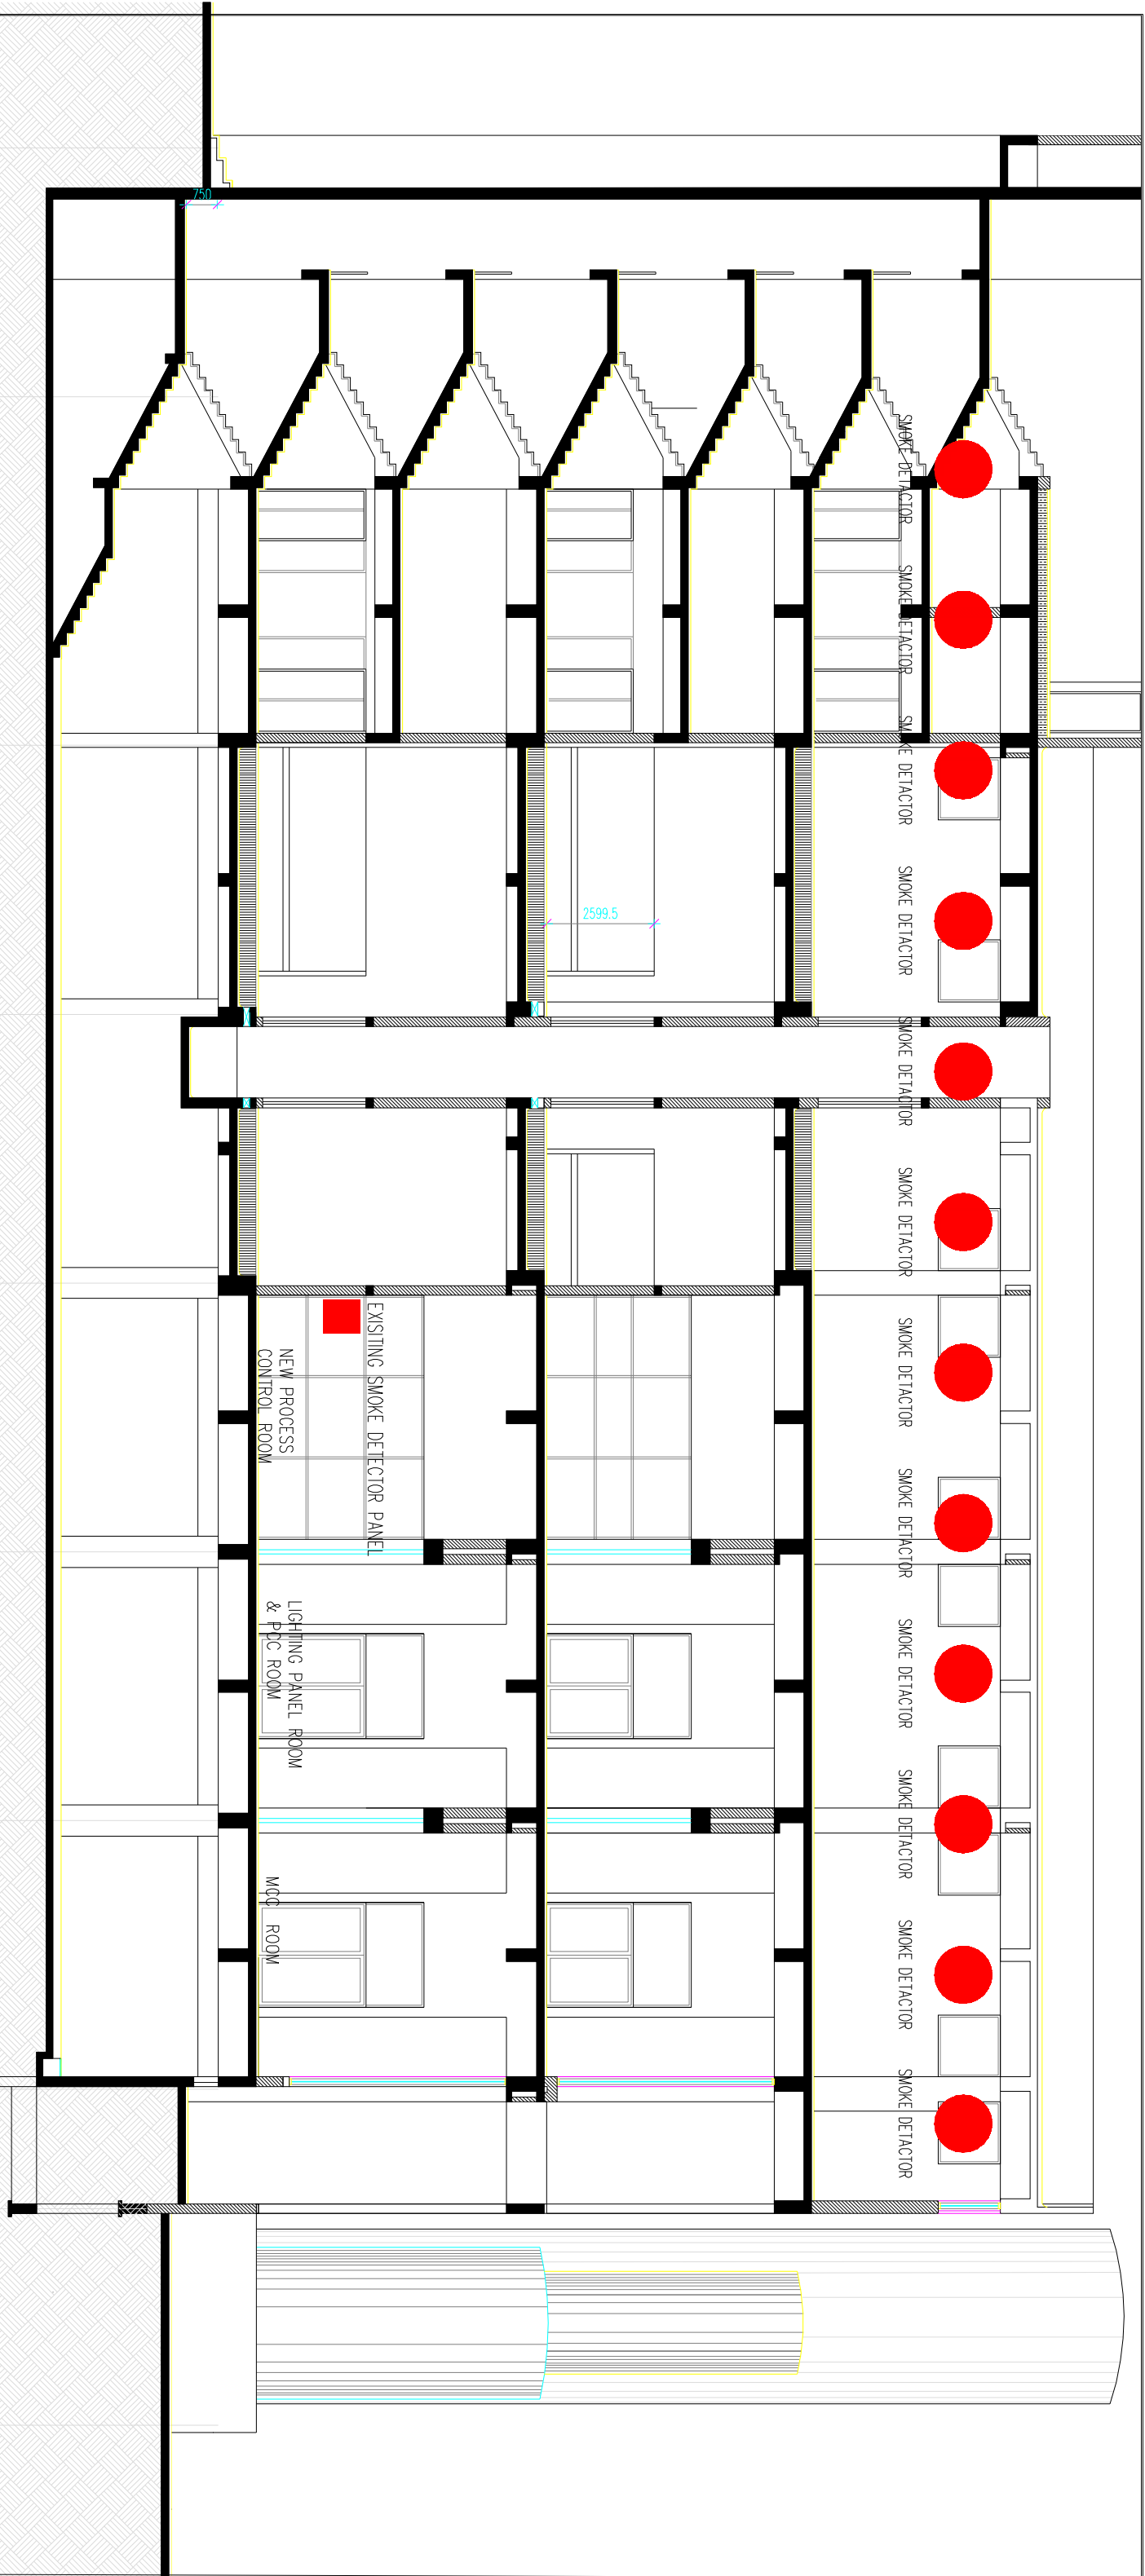 750
SMOKE DETACTOR
SMOKE DETACTOR
SMOKE DETACTOR
SMOKE DETACTOR
2599.5
SMOKE DETACTOR
SMOKE DETACTOR
SMOKE DETACTOR
SMOKE DETACTOR
SMOKE DETACTOR
SMOKE DETACTOR
SMOKE DETACTOR
SMOKE DETACTOR
EXISITING SMOKE DETECTOR PANEL
NEW PROCESS
CONTROL ROOM
LIGHTING PANEL ROOM
& PCC ROOM
MCC ROOM